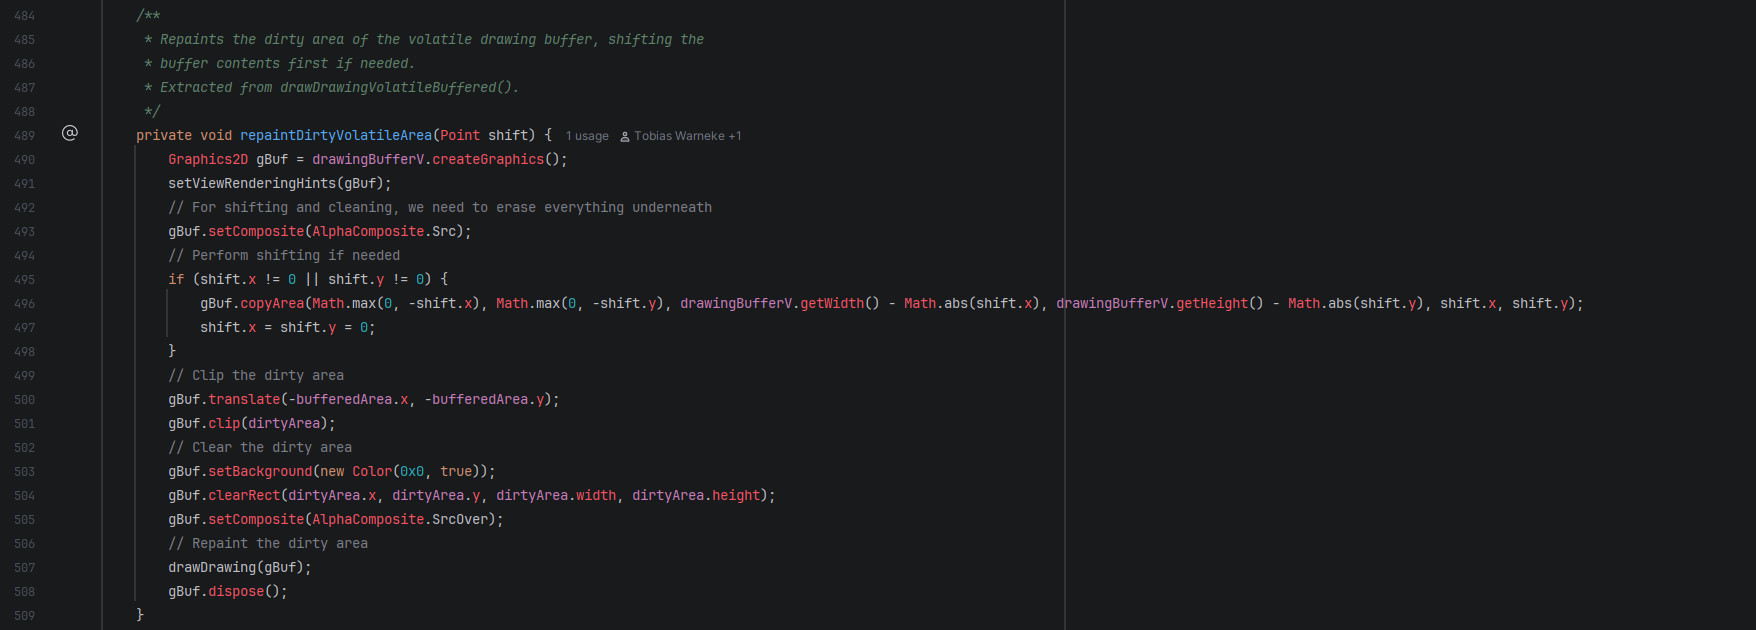 484 /**
485 * Repaints the dirty area of the volatile drawing buffer, shifting the
486 * buffer contents first if needed.
487 * Extracted from drawDrawingVolatileBuffered().
488 */
489 @ private void repaintDirtyVolatileArea(Point shift) { 1 usage Tobias Warneke +1
490 Graphics2D gBuf = drawingBufferV.createGraphics();
491 setViewRenderingHints(gBuf);
492 // For shifting and cleaning, we need to erase everything underneath
493 gBuf.setComposite(AlphaComposite.Src);
494 // Perform shifting if needed
495 if (shift.x != 0 || shift.y != 0) {
496 gBuf.copyArea(Math.max(0, -shift.x), Math.max(0, -shift.y), drawingBufferV.getWidth() - Math.abs(shift.x), drawingBufferV.getHeight() - Math.abs(shift.y), shift.x, shift.y);
497 shift.x = shift.y = 0;
498 }
499 // Clip the dirty area
500 gBuf.translate(-bufferedArea.x, -bufferedArea.y);
501 gBuf.clip(dirtyArea);
502 // Clear the dirty area
503 gBuf.setBackground(new Color(0x0, true));
504 gBuf.clearRect(dirtyArea.x, dirtyArea.y, dirtyArea.width, dirtyArea.height);
505 gBuf.setComposite(AlphaComposite.SrcOver);
506 // Repaint the dirty area
507 drawDrawing(gBuf);
508 gBuf.dispose();
509 }